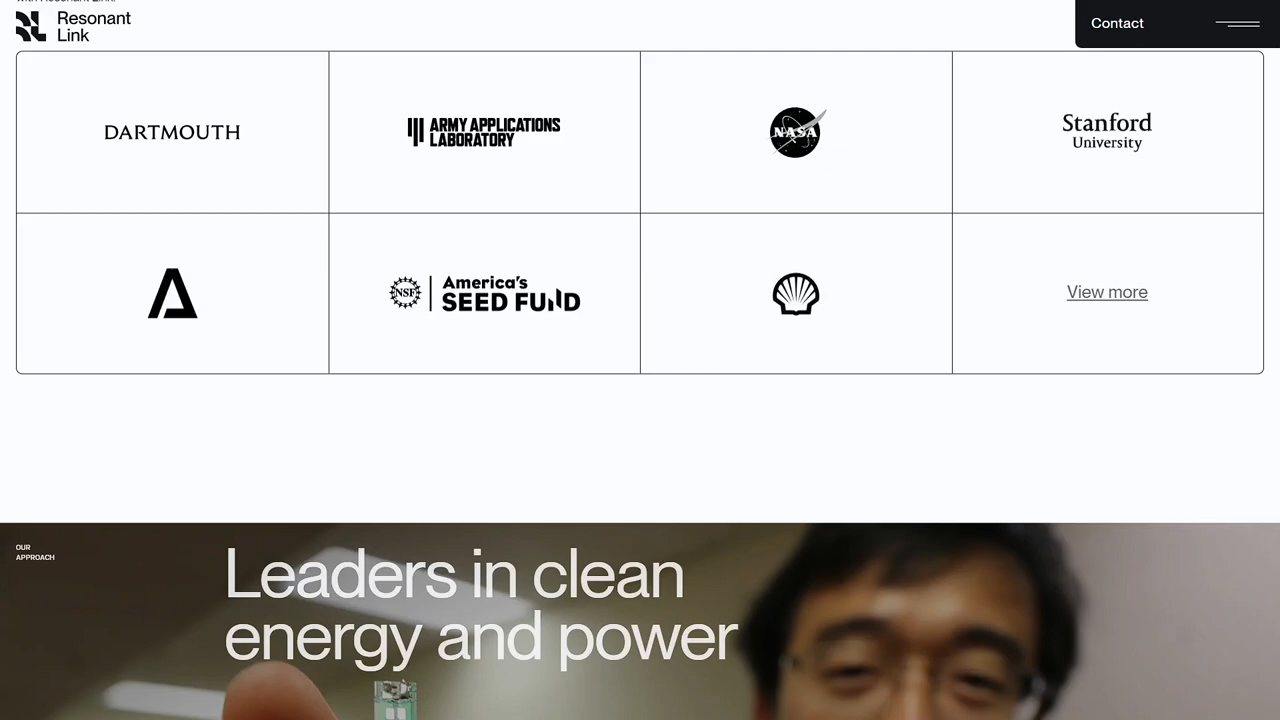 Resonant
Link
Contact
DARTMOUTH
ARMY APPLICATIONS
LABORATORY
NASA
Stanford
University
NSF
America's
SEED FUND
View more
OUR
APPROACH
Leaders in clean
energy and power